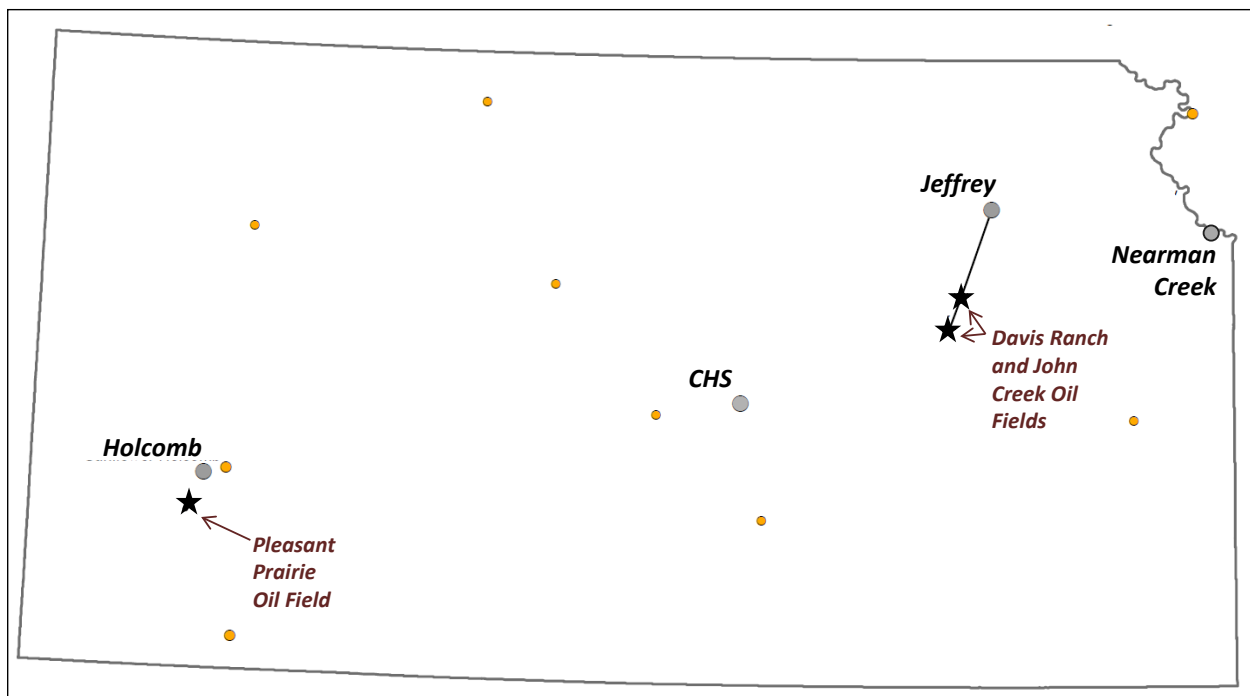 Jeffrey
Nearman
Creek
Davis Ranch
and John
Creek Oil
Fields
CHS
Holcomb
Pleasant
Prairie
Oil Field